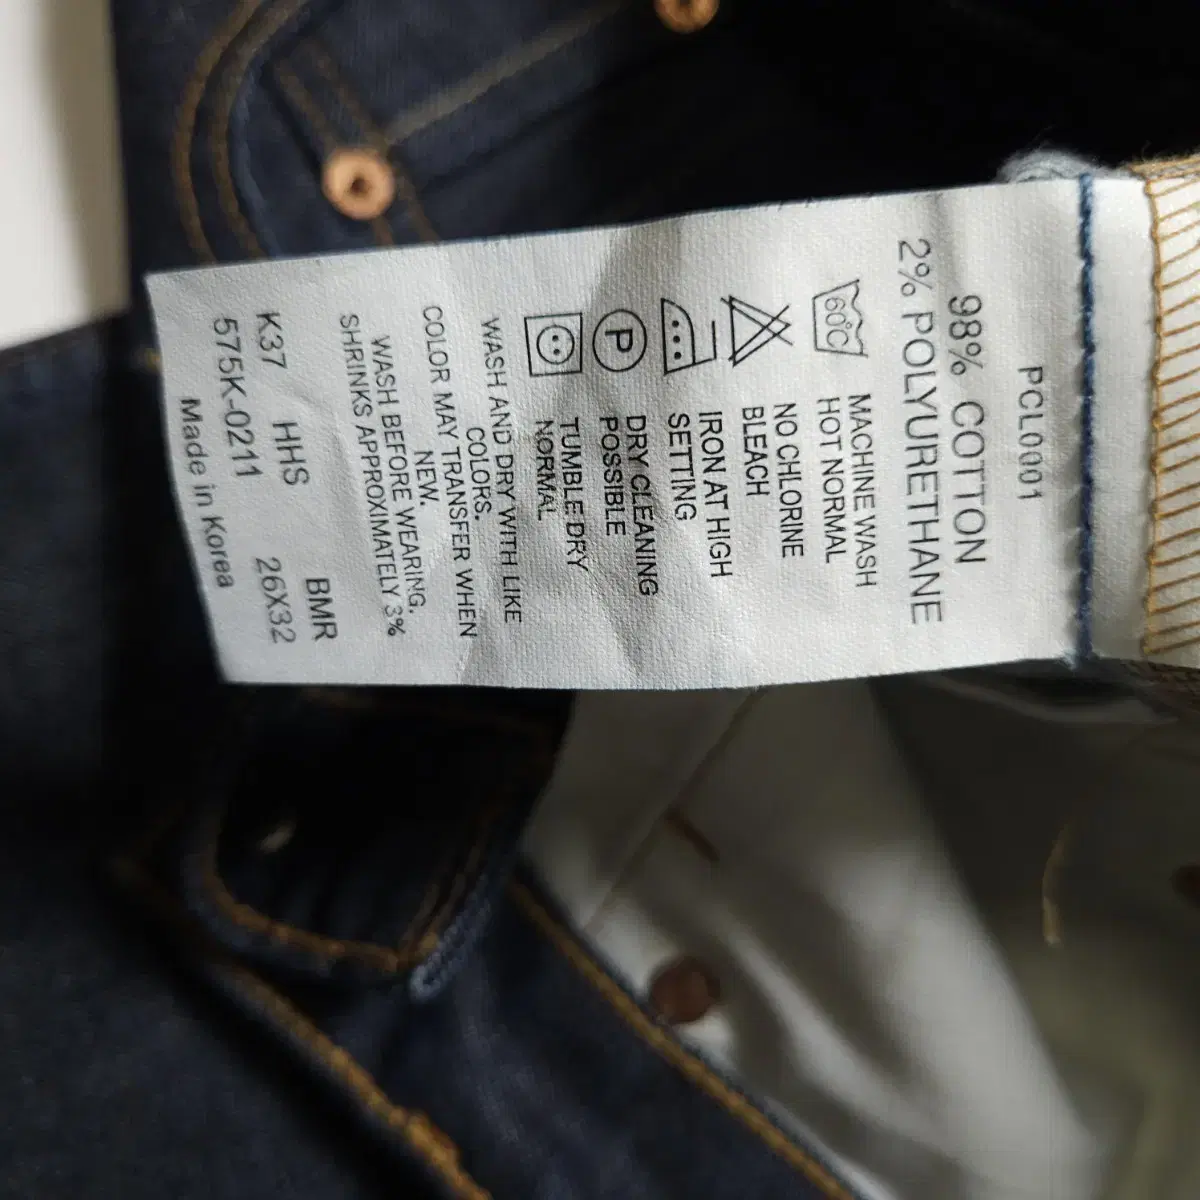 PCL0001
98% COTTON
2% POLYURETHANE
60°C
MACHINE WASH
HOT NORMAL
NO CHLORINE
BLEACH
IRON AT HIGH
SETTING
P
DRY CLEANING
POSSIBLE
TUMBLE DRY
NORMAL
WASH AND DRY WITH LIKE
COLORS.
COLOR MAY TRANSFER WHEN
NEW.
WASH BEFORE WEARING.
SHRINKS APPROXIMATELY 3%
K37 HHS BMR
575K-0211 26X32
Made in Korea